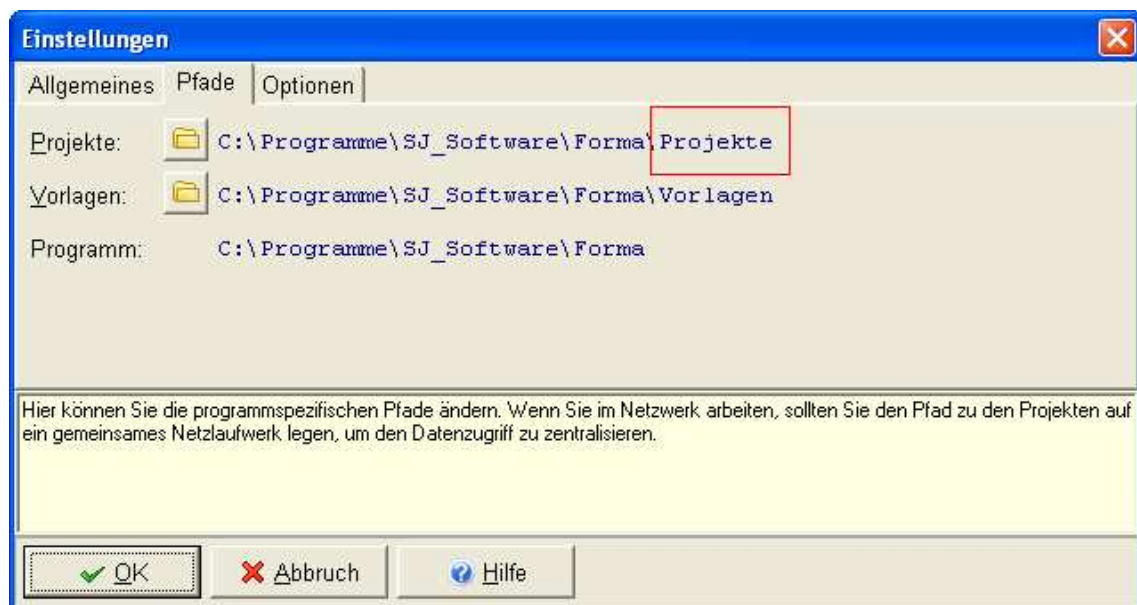 Einstellungen
Allgemeines Pfade Optionen
Projekte: C:\Programme\SJ_Software\Forma\Projekte
Vorlagen: C:\Programme\SJ_Software\Forma\Vorlagen
Programm: C:\Programme\SJ_Software\Forma
Hier können Sie die programmspezifischen Pfade ändern. Wenn Sie im Netzwerk arbeiten, sollten Sie den Pfad zu den Projekten auf
ein gemeinsames Netzlaufwerk legen, um den Datenzugriff zu zentralisieren.
OK Abbruch Hilfe